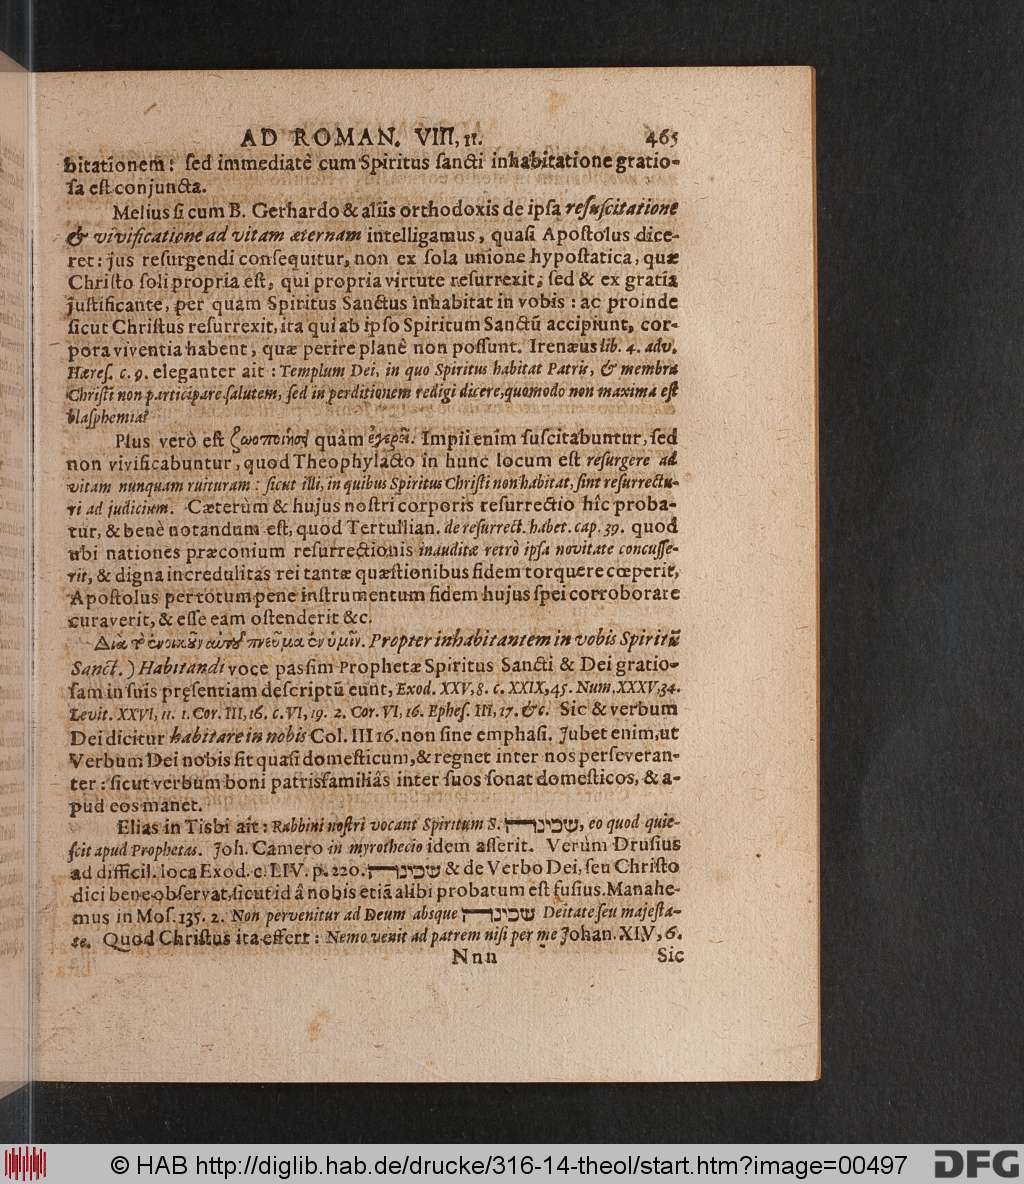 AD ROMAN. VIII, 11. 465
bitationem: sed immediatè cum Spiritus sancti inhabitatione gratio-
sa est conjuncta.
Melius si cum B. Gerhardo & aliis orthodoxis de ipsa resuscitatione
& vivificatione ad vitam æternam intelligamus, quasi Apostolus dice-
ret: jus resurgendi consequitur, non ex sola unione hypostatica, quæ
Christo soli propria est, qui propria virtute resurrexit; sed & ex gratia
justificante, per quam Spiritus Sanctus inhabitat in vobis: ac proinde
sicut Christus resurrexit, ita qui ab ipso Spiritum Sanctũ accipiunt, cor-
pora viventia habent, quæ perire planè non possunt. Irenæus lib. 4. adv.
Hæres. c. 9. eleganter ait: Templum Dei, in quo Spiritus habitat Patris, & membra
Christi non participare salutem, sed in perditionem redigi dicere, quomodo non maxima est
blasphemia?
Plus verò est ζωοποιῆσαι quàm ἐγεῖραι. Impii enim suscitabuntur, sed
non vivificabuntur, quod Theophylacto in hunc locum est resurgere ad
vitam nunquam ruituram: sicut illi, in quibus Spiritus Christi non habitat, sint resurrectu-
ri ad judicium. Cæterùm & hujus nostri corporis resurrectio hîc proba-
tur, & benè notandum est, quod Tertullian. de resurrect. habet. cap. 39. quod
ubi nationes præconium resurrectionis inauditæ retrò ipsa novitate concusse-
rit, & digna incredulitas rei tantæ quæstionibus fidem torquere cœperit,
Apostolus per totum pene instrumentum fidem hujus spei corroborare
curaverit, & esse eam ostenderit &c.
Διὰ τὸ ἐνοικοῦν αὐτοῦ πνεῦμα ἐν ὑμῖν. Propter inhabitantem in vobis Spiritũ
Sanct.) Habitandi voce passim Prophetæ Spiritus Sancti & Dei gratio-
sam in suis pręsentiam descriptũ eunt, Exod. XXV, 8. c. XXIX, 45. Num. XXXV, 34.
Levit. XXVI, 11. 1. Cor. III, 16. c. VI, 19. 2. Cor. VI, 16. Ephes. III, 17. &c. Sic & verbum
Dei dicitur habitare in nobis Col. III 16. non sine emphasi. Jubet enim, ut
Verbum Dei nobis sit quasi domesticum, & regnet inter nos perseveran-
ter: sicut verbum boni patrisfamiliâs inter suos sonat domesticos, & a-
pud eos manet.
Elias in Tisbi ait: Rabbini nostri vocant Spiritum S. שכינה, eo quod quie-
scit apud Prophetas. Joh. Camero in myrothecio idem asserit. Verùm Drusius
ad difficil. loca Exod. c. LIV. p. 220. שכינה & de Verbo Dei, seu Christo
dici bene observat, sicut id â nobis etiã alibi probatum est fusius. Manahe-
mus in Mos. 135. 2. Non pervenitur ad Deum absque שכינה Deitate seu majesta-
te. Quod Christus ita effert: Nemo venit ad patrem nisi per me Johan. XIV, 6.
Nnn Sic
© HAB http://diglib.hab.de/drucke/316-14-theol/start.htm?image=00497 DFG